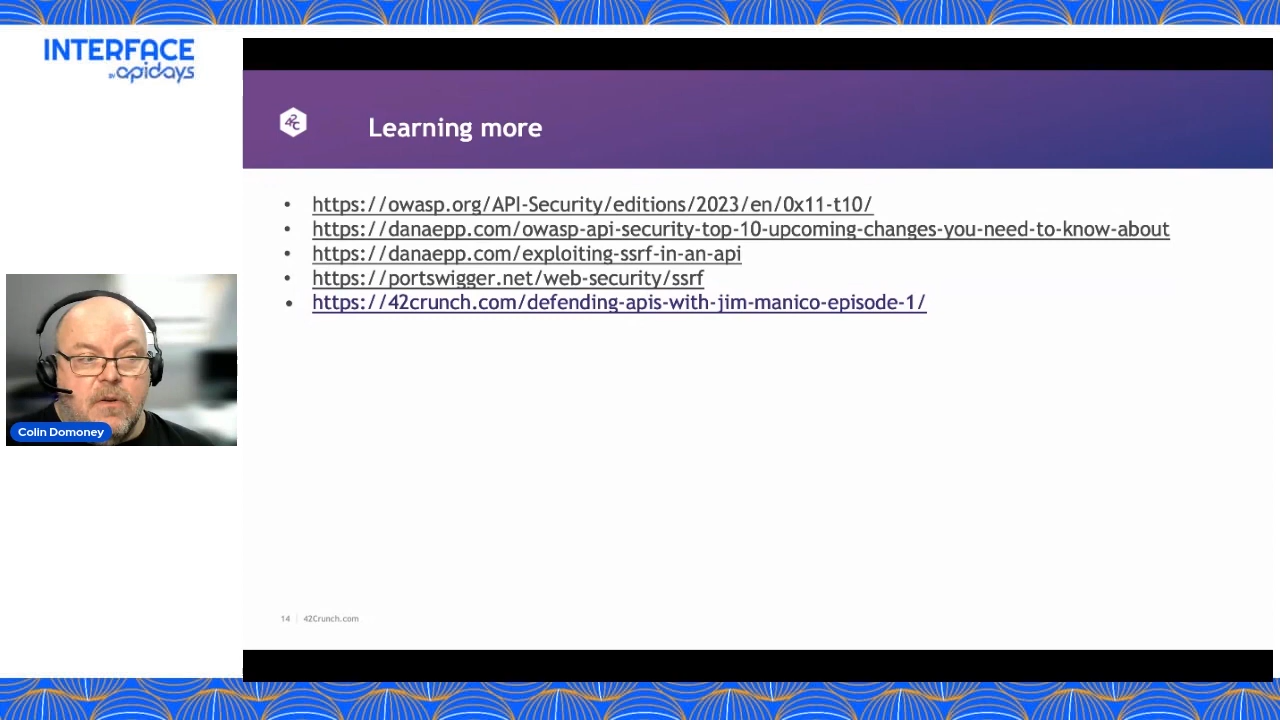 INTERFACE
BY apidays
42C
Learning more
• https://owasp.org/API-Security/editions/2023/en/0x11-t10/
• https://danaepp.com/owasp-api-security-top-10-upcoming-changes-you-need-to-know-about
• https://danaepp.com/exploiting-ssrf-in-an-api
• https://portswigger.net/web-security/ssrf
• https://42crunch.com/defending-apis-with-jim-manico-episode-1/
Colin Domoney
14 | 42Crunch.com